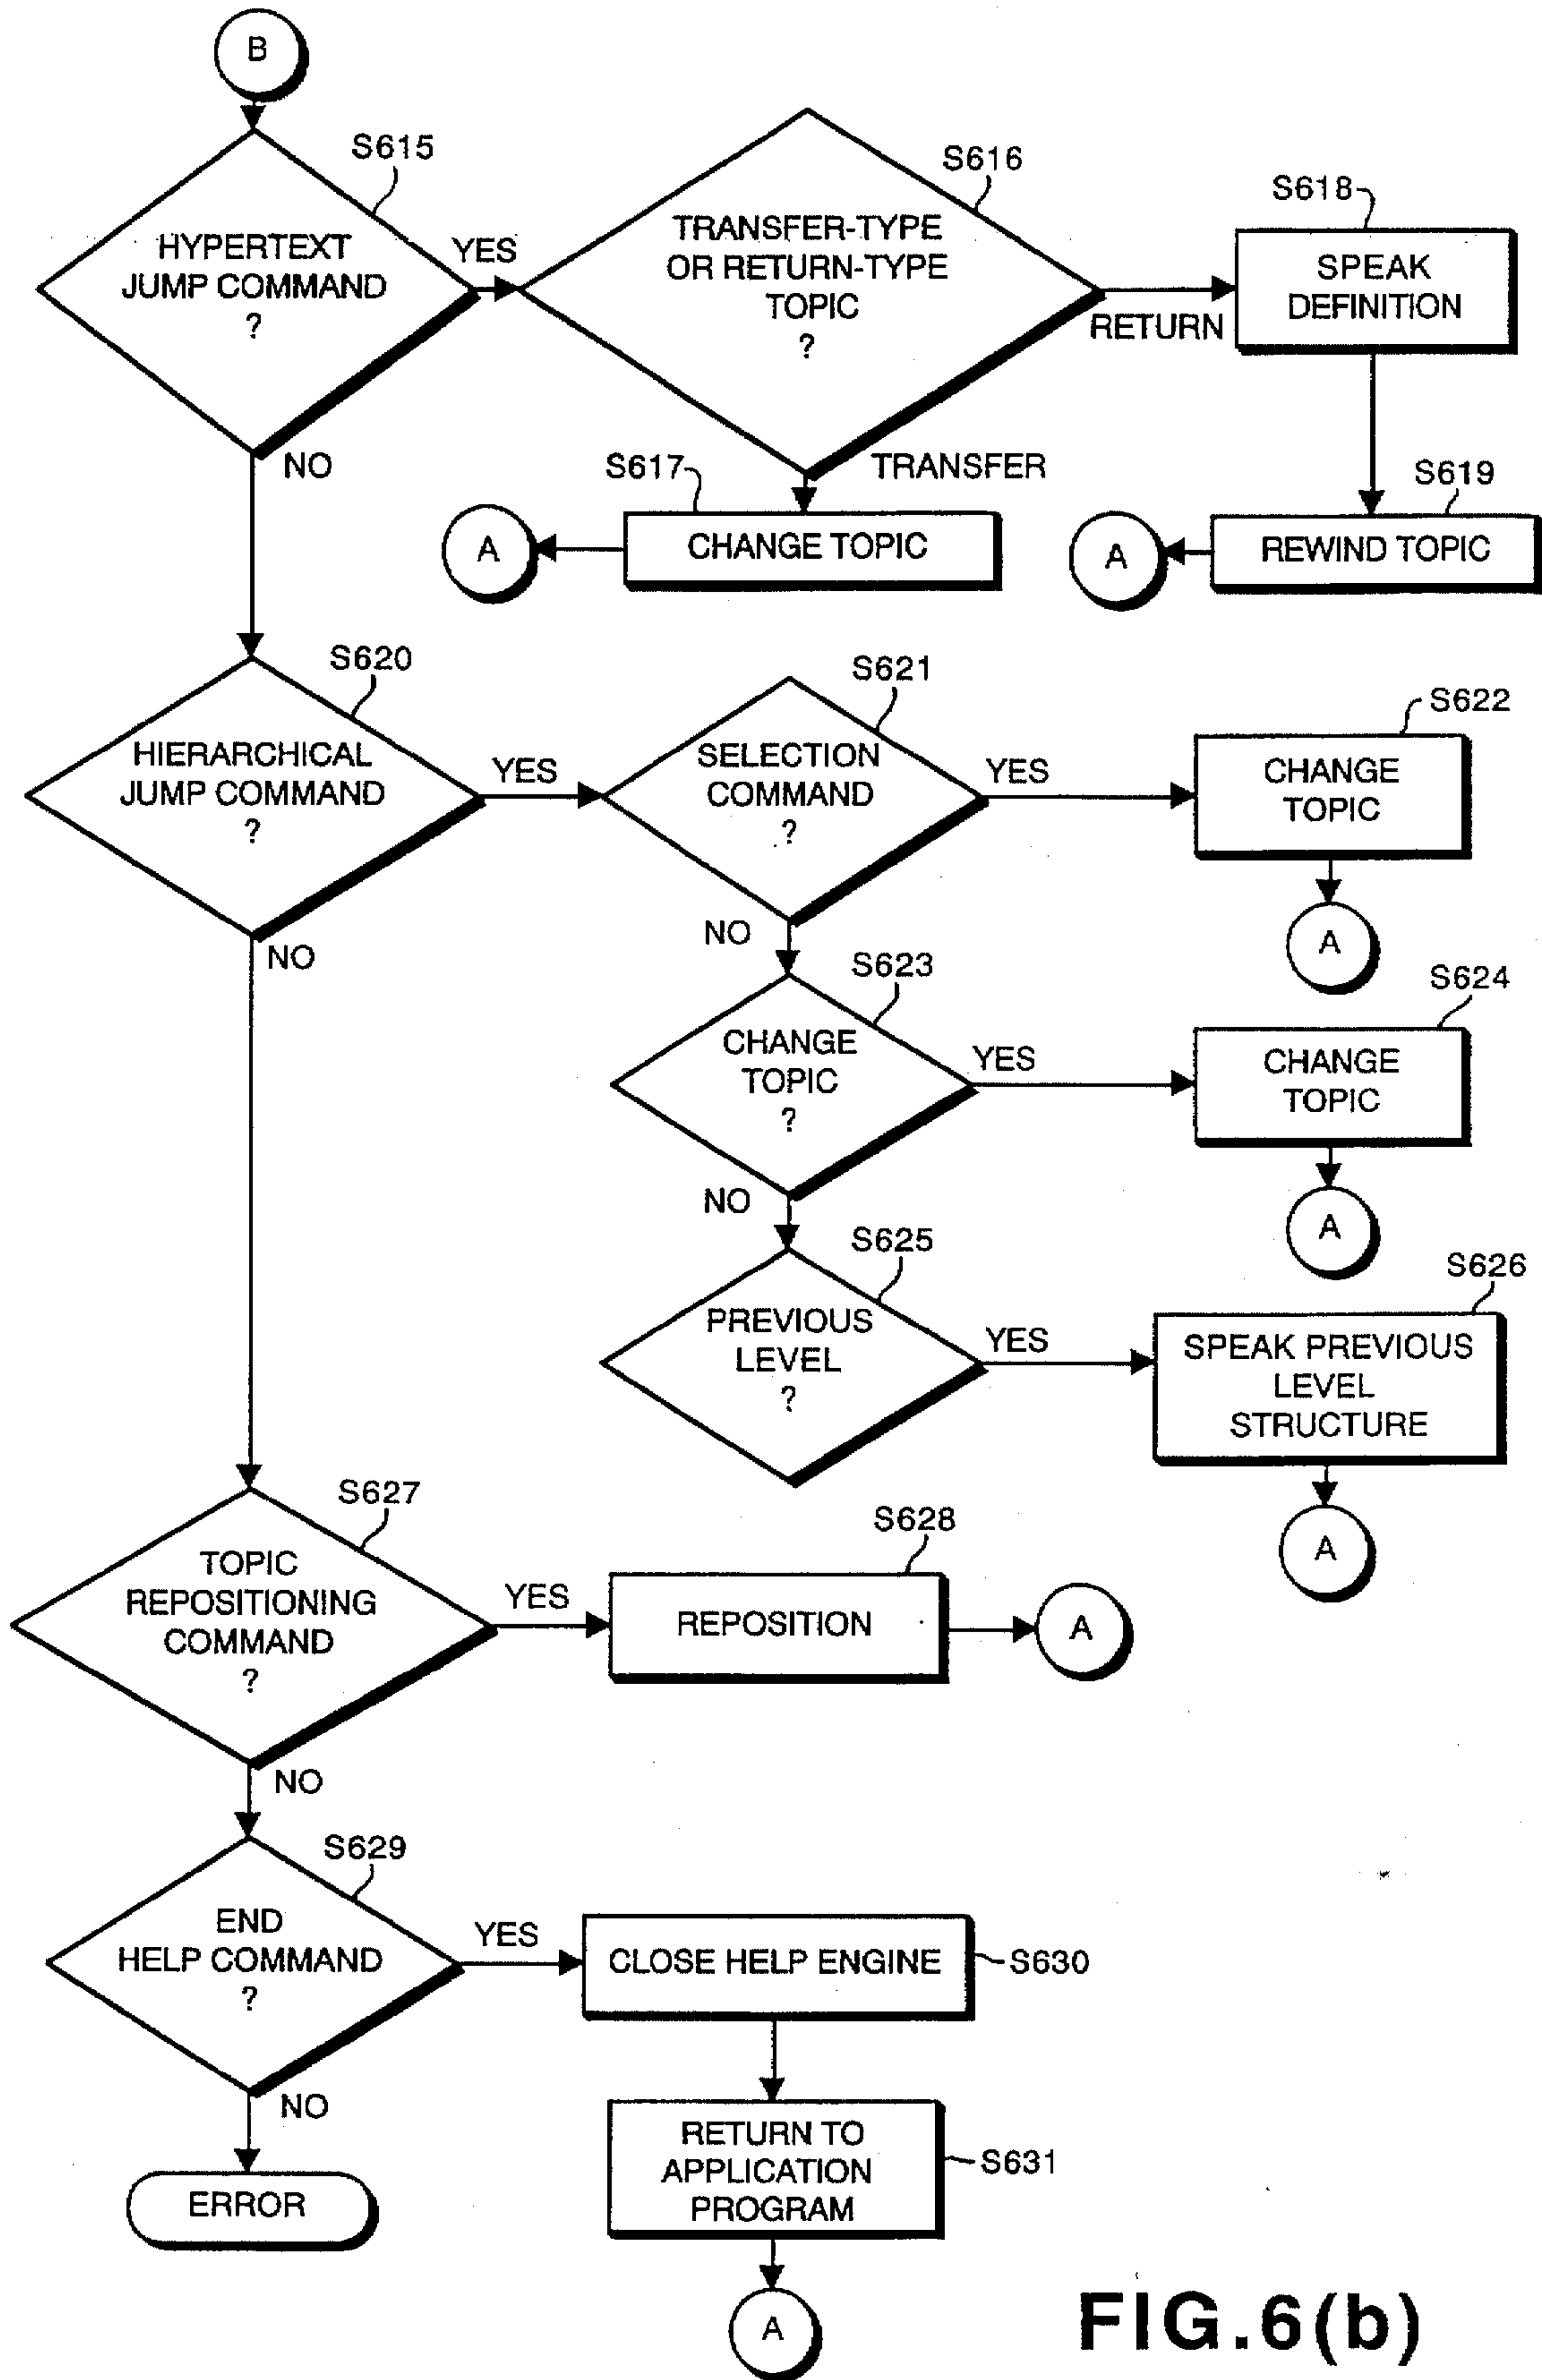 B
S615
HYPERTEXT
JUMP COMMAND
?
YES
NO
S616
TRANSFER-TYPE
OR RETURN-TYPE
TOPIC
?
RETURN
TRANSFER
S618
SPEAK
DEFINITION
S617
CHANGE TOPIC
A
S619
REWIND TOPIC
A
S620
HIERARCHICAL
JUMP COMMAND
?
YES
NO
S621
SELECTION
COMMAND
?
YES
NO
S622
CHANGE
TOPIC
A
S623
CHANGE
TOPIC
?
YES
NO
S624
CHANGE
TOPIC
A
S625
PREVIOUS
LEVEL
?
YES
S626
SPEAK PREVIOUS
LEVEL
STRUCTURE
A
S627
TOPIC
REPOSITIONING
COMMAND
?
YES
NO
S628
REPOSITION
A
S629
END
HELP COMMAND
?
YES
NO
CLOSE HELP ENGINE
S630
RETURN TO
APPLICATION
PROGRAM
S631
A
ERROR
FIG.6(b)